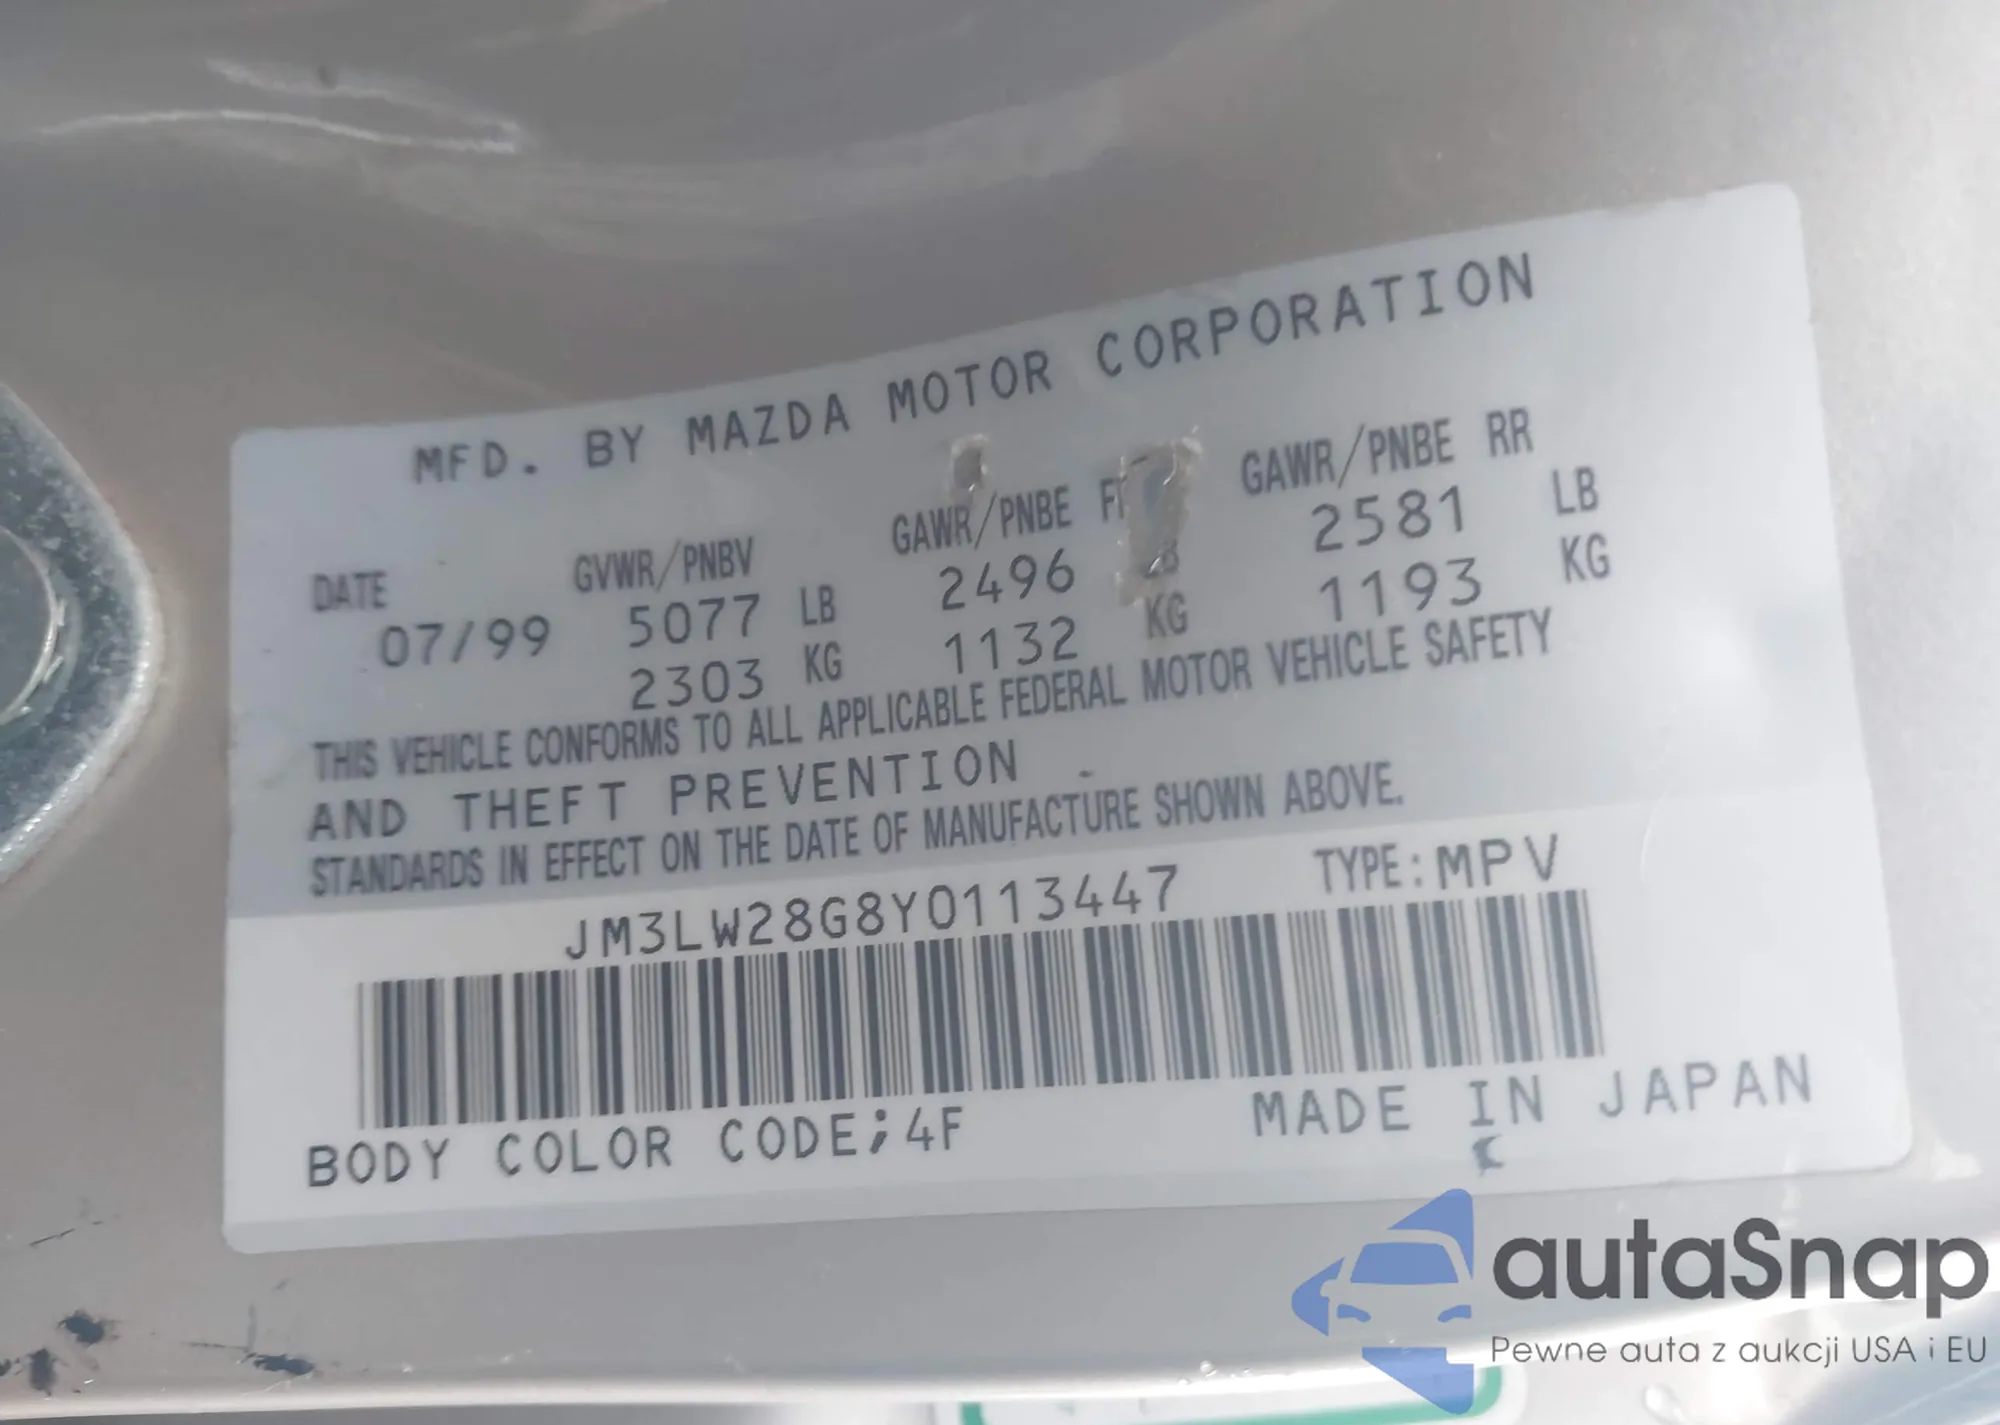 MFD. BY MAZDA MOTOR CORPORATION
DATE GVWR/PNBV GAWR/PNBE GAWR/PNBE RR
07/99 5077 LB 2496 2581 LB
2303 KG 1132 KG 1193 KG
THIS VEHICLE CONFORMS TO ALL APPLICABLE FEDERAL MOTOR VEHICLE SAFETY
AND THEFT PREVENTION
STANDARDS IN EFFECT ON THE DATE OF MANUFACTURE SHOWN ABOVE.
JM3LW28G8Y0113447 TYPE:MPV
BODY COLOR CODE;4F MADE IN JAPAN
autaSnap
Pewne auta z aukcji USA i EU